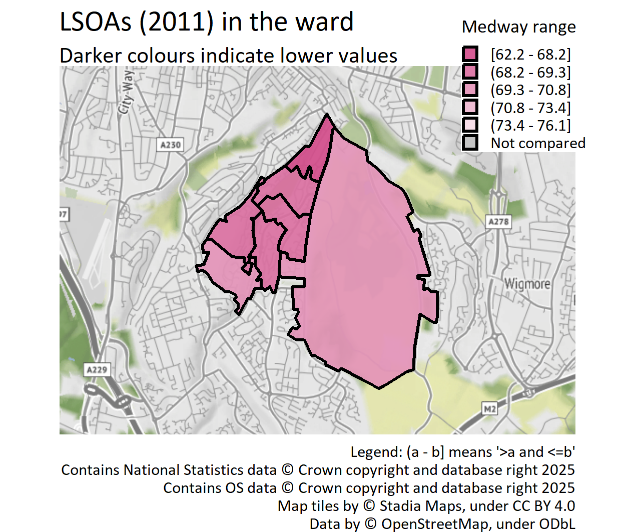 LSOAs (2011) in the ward
Darker colours indicate lower values
Medway range
[62.2 - 68.2]
(68.2 - 69.3]
(69.3 - 70.8]
(70.8 - 73.4]
(73.4 - 76.1]
Not compared
City Way
A230
A278
Wigmore
A229
M2
Legend: (a - b] means '>a and <=b'
Contains National Statistics data © Crown copyright and database right 2025
Contains OS data © Crown copyright and database right 2025
Map tiles by © Stadia Maps, under CC BY 4.0
Data by © OpenStreetMap, under ODbL